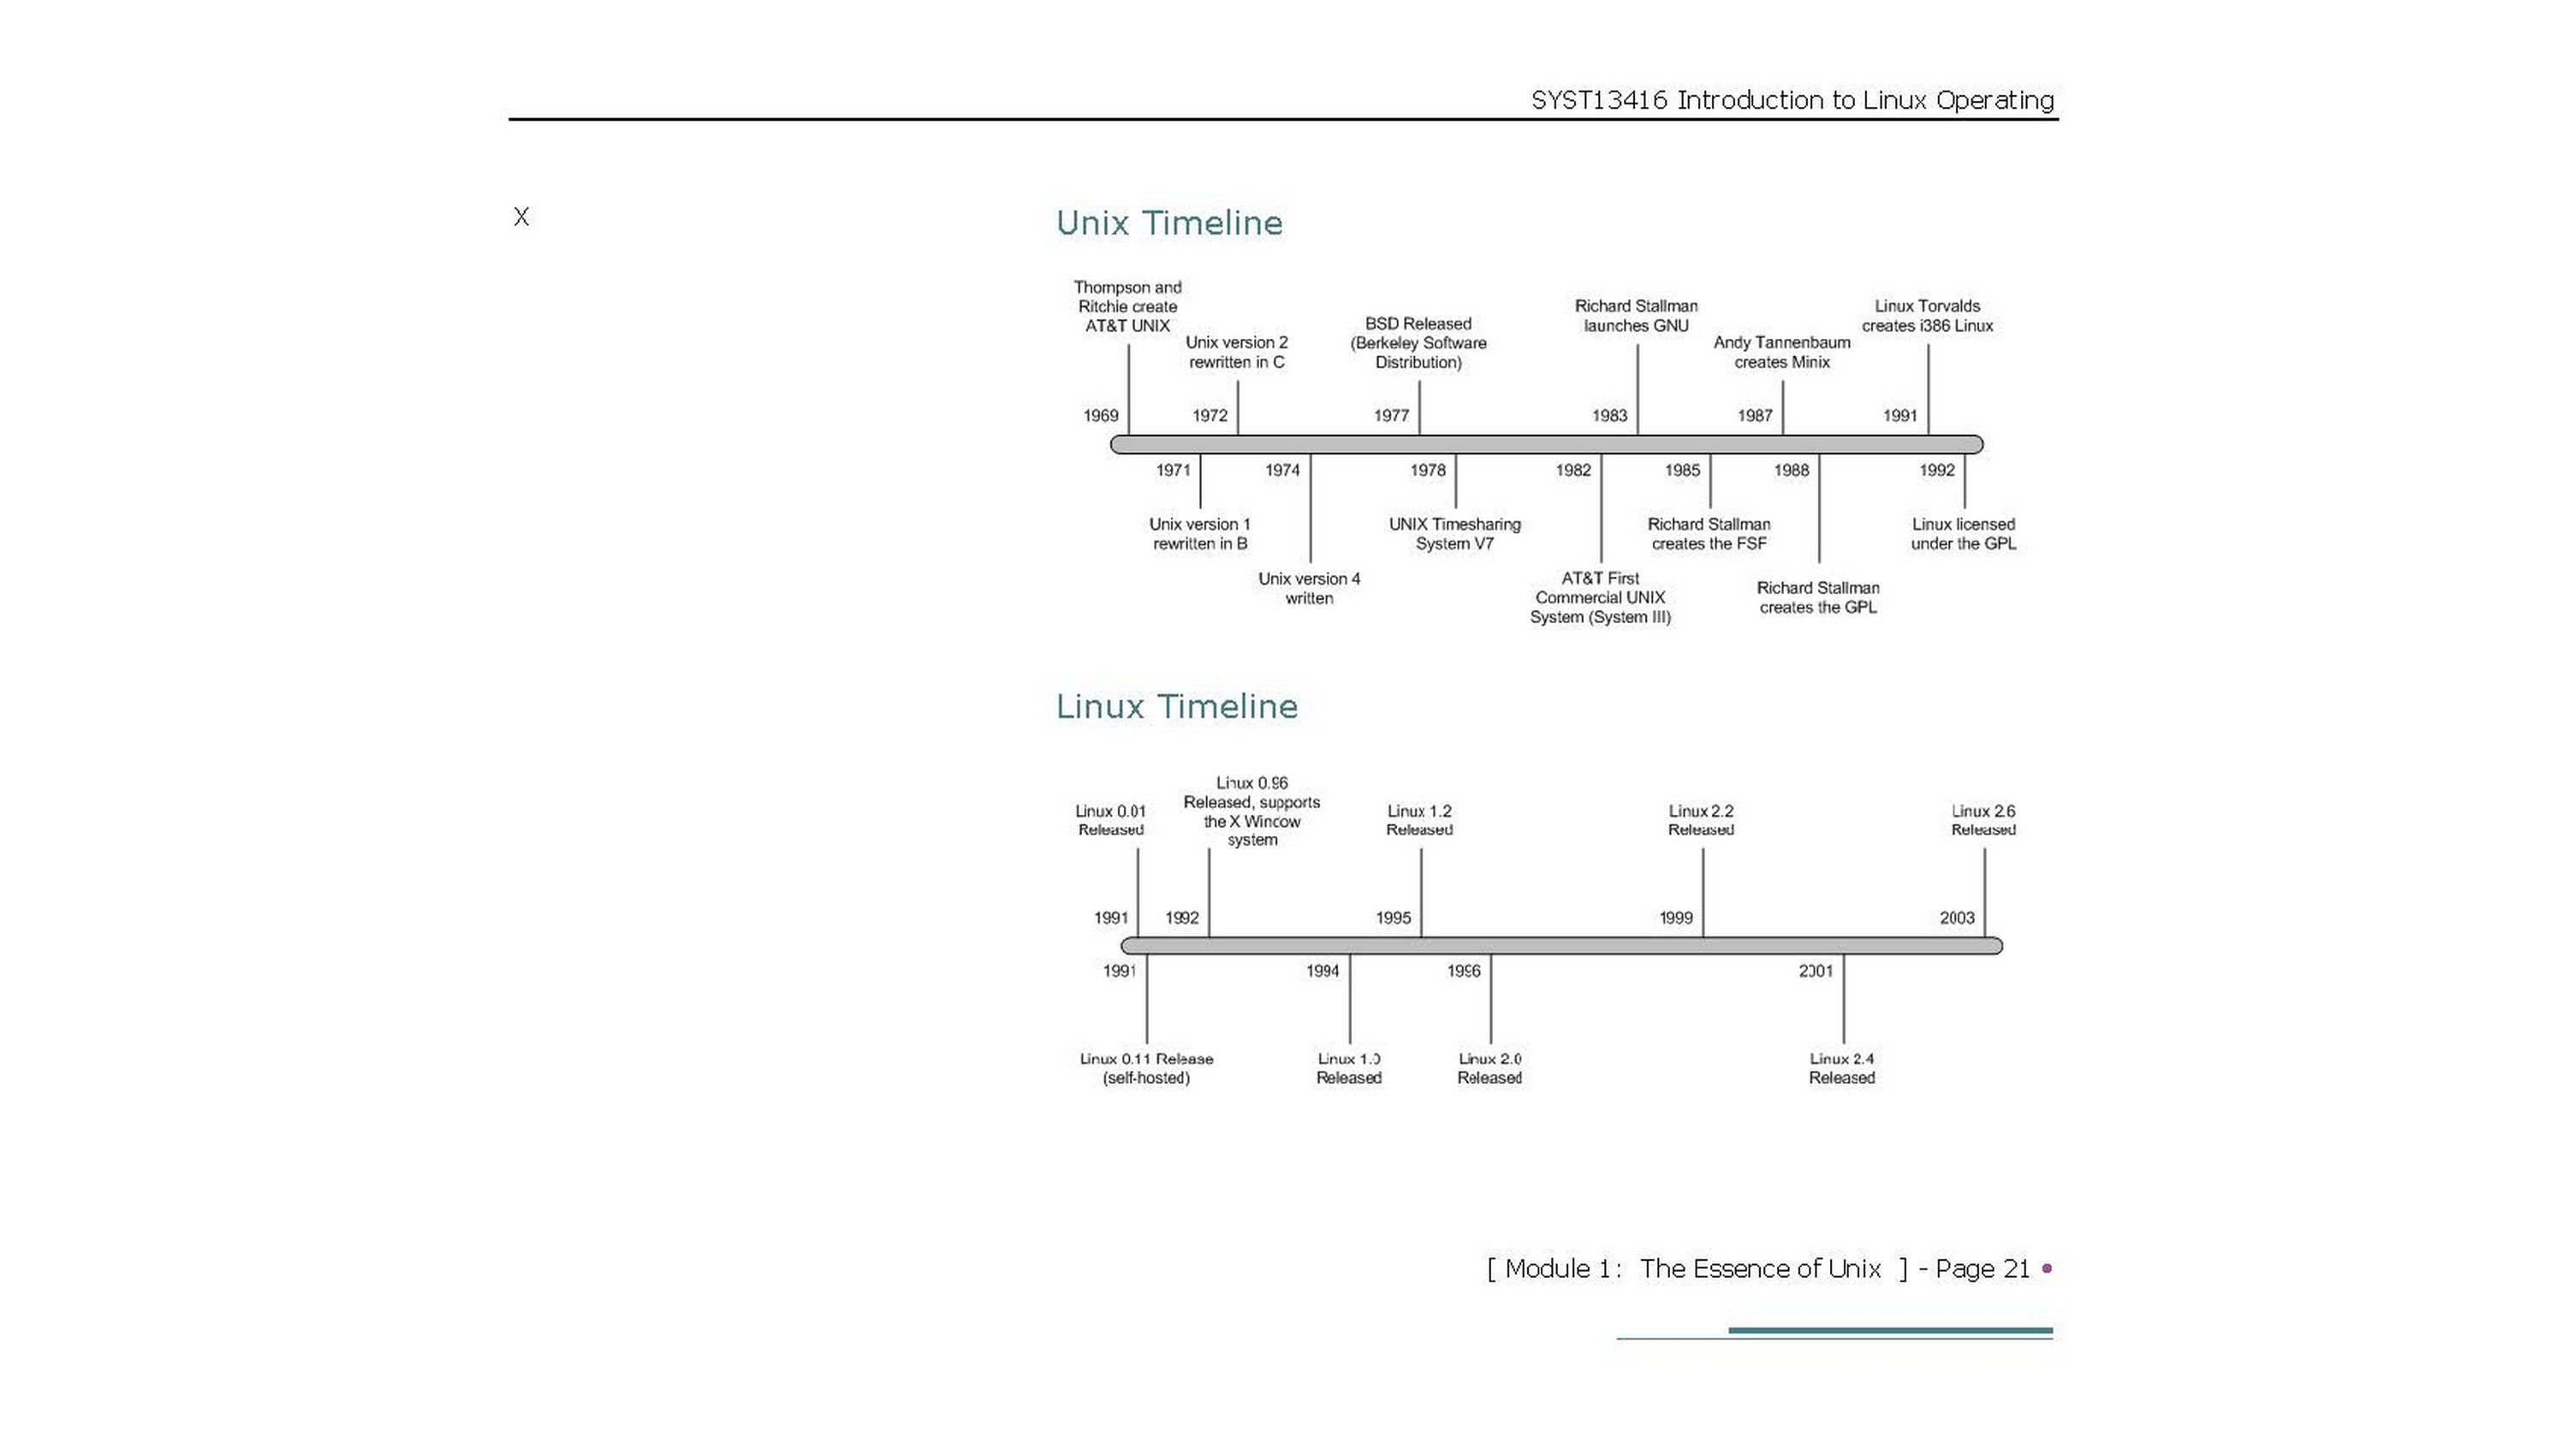 SYST13416 Introduction to Linux Operating
X
Unix Timeline
Thompson and
Ritchie create
AT&T UNIX
Unix version 2
rewritten in C
BSD Released
(Berkeley Software
Distribution)
Richard Stallman
launches GNU
Andy Tannenbaum
creates Minix
Linux Torvalds
creates i386 Linux
1969 1972 1977 1983 1987 1991
1971 1974 1978 1982 1985 1988 1992
Unix version 1
rewritten in B
Unix version 4
written
UNIX Timesharing
System V7
AT&T First
Commercial UNIX
System (System III)
Richard Stallman
creates the FSF
Richard Stallman
creates the GPL
Linux licensed
under the GPL
Linux Timeline
Linux 0.01
Released
Linux 0.96
Released, supports
the X Window
system
Linux 1.2
Released
Linux 2.2
Released
Linux 2.6
Released
1991 1992 1995 1999 2003
1991 1994 1996 2001
Linux 0.11 Release
(self-hosted)
Linux 1.0
Released
Linux 2.0
Released
Linux 2.4
Released
[ Module 1: The Essence of Unix ] - Page 21 •